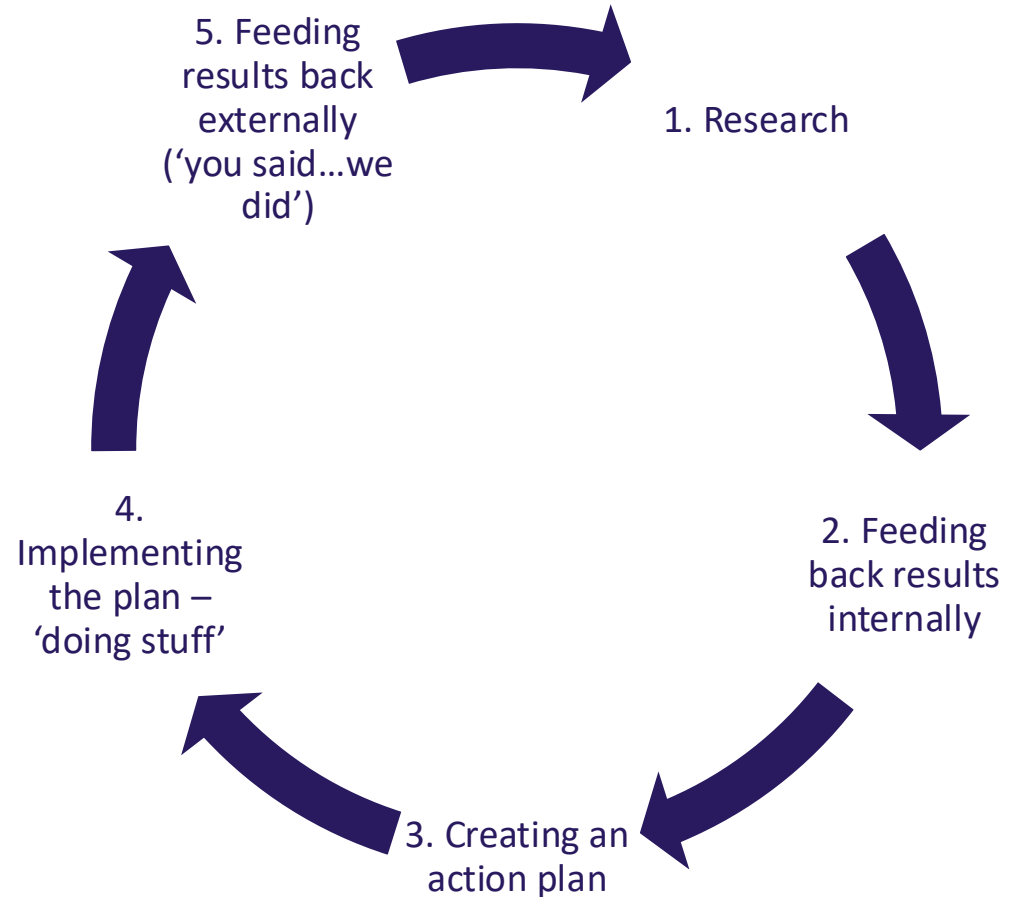 1. Research
2. Feeding
back results
internally
3. Creating an
action plan
4.
Implementing
the plan –
‘doing stuff’
5. Feeding
results back
externally
(‘you said…we
did’)